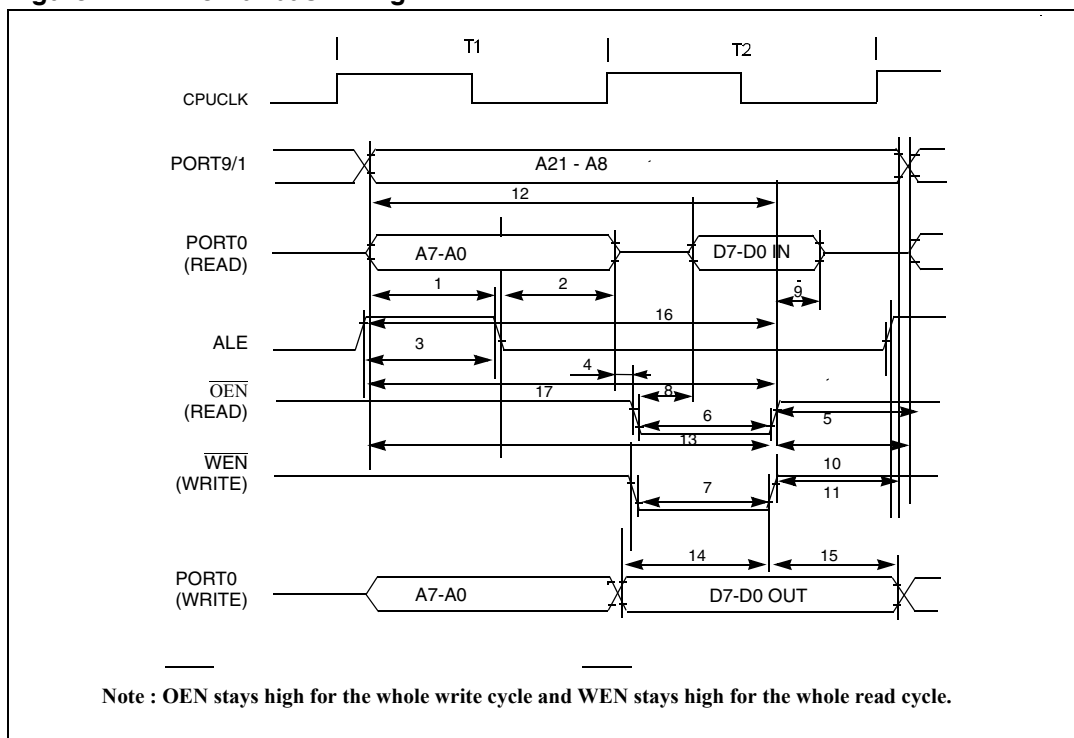 T1 T2
CPUCLK
PORT9/1 A21 - A8
12
PORT0
(READ) A7-A0 D7-D0 IN
1 2 9
16
ALE
3
4
OEN
(READ) 17 8 5
6
13
WEN
(WRITE) 10
7 11
14 15
PORT0
(WRITE) A7-A0 D7-D0 OUT
Note : OEN stays high for the whole write cycle and WEN stays high for the whole read cycle.